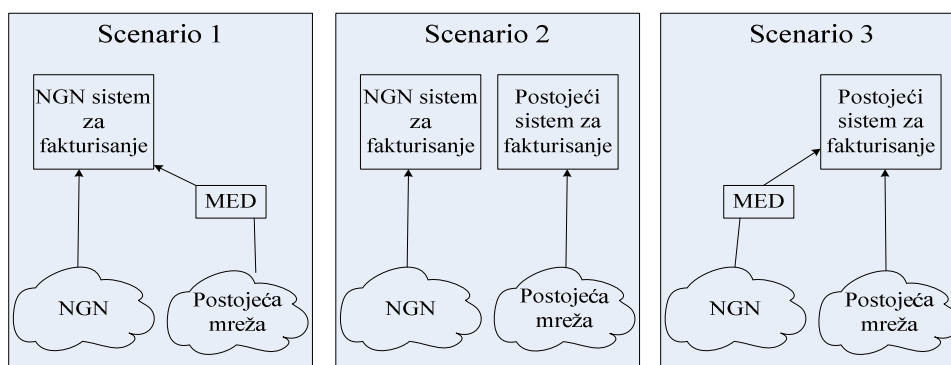 Scenario 1
NGN sistem
za
fakturisanje
MED
NGN
Postojeća
mreža
Scenario 2
NGN sistem
za
fakturisanje
Postojeći
sistem za
fakturisanje
NGN
Postojeća
mreža
Scenario 3
Postojeći
sistem za
fakturisanje
MED
NGN
Postojeća
mreža